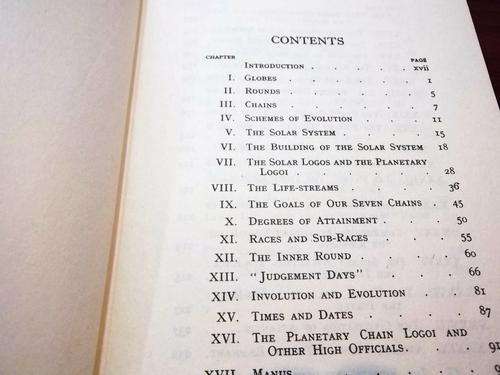 CONTENTS
CHAPTER PAGE
INTRODUCTION . . . . xvii
I. GLOBES . . . . . . 1
II. ROUNDS . . . . . . 5
III. CHAINS . . . . . . 7
IV. SCHEMES OF EVOLUTION . . . 11
V. THE SOLAR SYSTEM . . . . 15
VI. THE BUILDING OF THE SOLAR SYSTEM 18
VII. THE SOLAR LOGOS AND THE PLANETARY
LOGOI . . . . . . 28
VIII. THE LIFE-STREAMS . . . . 36
IX. THE GOALS OF OUR SEVEN CHAINS . 45
X. DEGREES OF ATTAINMENT . . . 50
XI. RACES AND SUB-RACES . . . 55
XII. THE INNER ROUND . . . . 60
XIII. "JUDGEMENT DAYS" . . . 66
XIV. INVOLUTION AND EVOLUTION . . 81
XV. TIMES AND DATES . . . . 87
XVI. THE PLANETARY CHAIN LOGOI AND
OTHER HIGH OFFICIALS. . . 91
XVII. MANUS